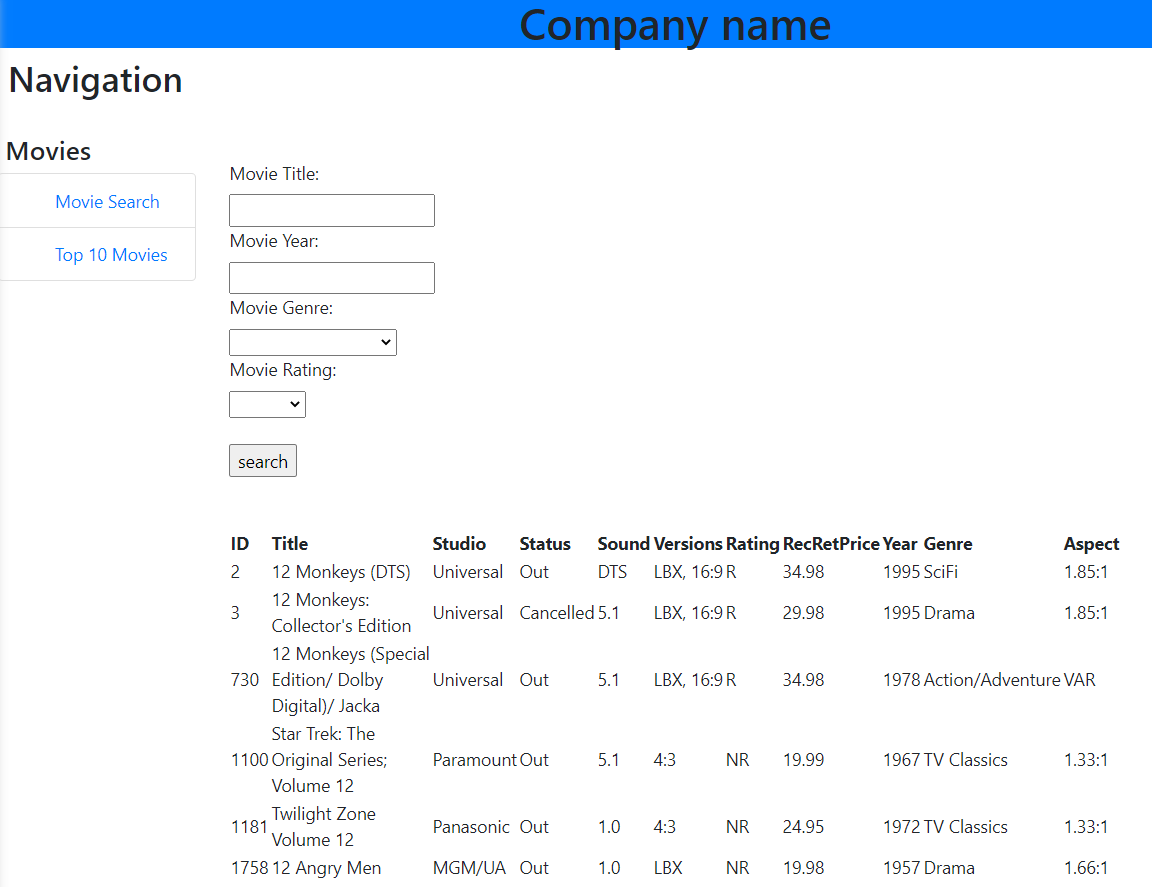 Company name
Navigation
Movies
Movie Search
Top 10 Movies
Movie Title:
Movie Year:
Movie Genre:
Movie Rating:
search
ID Title Studio Status Sound Versions Rating RecRetPrice Year Genre Aspect
2 12 Monkeys (DTS) Universal Out DTS LBX, 16:9 R 34.98 1995 SciFi 1.85:1
12 Monkeys:
3 Universal Cancelled 5.1 LBX, 16:9 R 29.98 1995 Drama 1.85:1
Collector's Edition
12 Monkeys (Special
730 Edition/ Dolby Universal Out 5.1 LBX, 16:9 R 34.98 1978 Action/Adventure VAR
Digital)/ Jacka
Star Trek: The
1100 Original Series; Paramount Out 5.1 4:3 NR 19.99 1967 TV Classics 1.33:1
Volume 12
Twilight Zone
1181 Panasonic Out 1.0 4:3 NR 24.95 1972 TV Classics 1.33:1
Volume 12
1758 12 Angry Men MGM/UA Out 1.0 LBX NR 19.98 1957 Drama 1.66:1